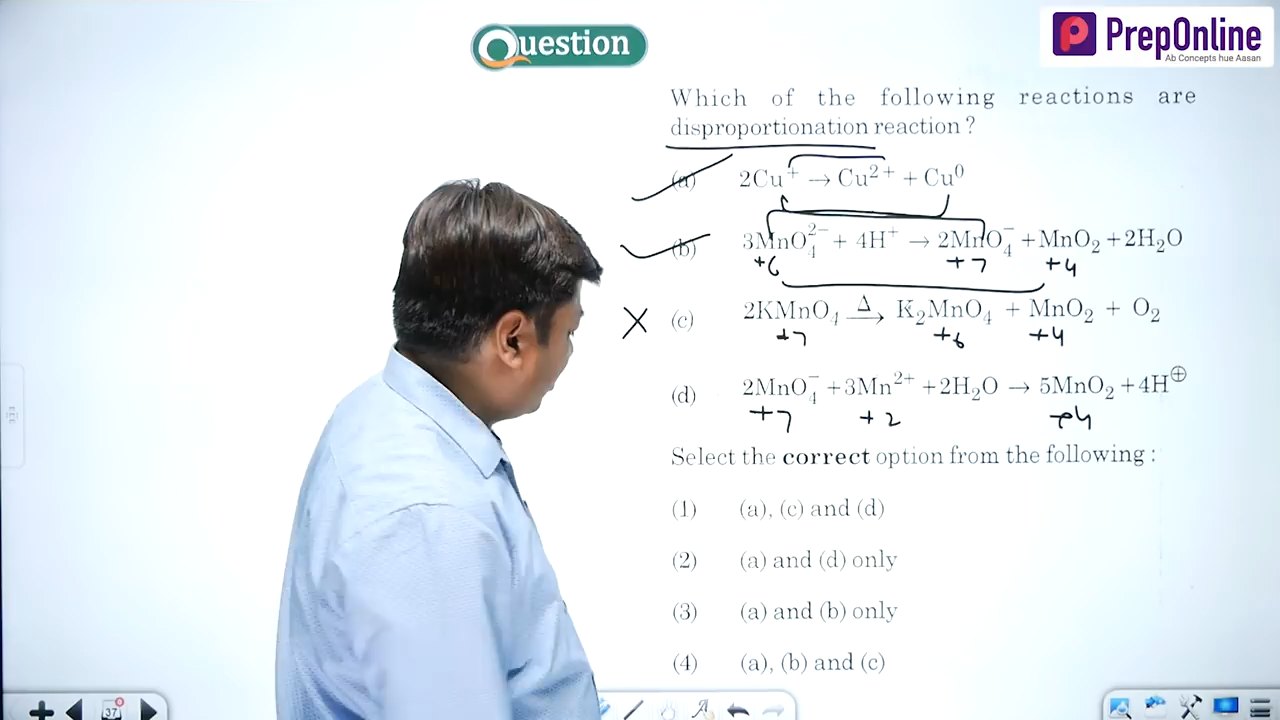 Question
PrepOnline
Ab Concepts hue Aasan
Which of the following reactions are
disproportionation reaction ?
(a) 2Cu⁺ → Cu²⁺ + Cu⁰
(b) 3MnO₄²⁻ + 4H⁺ → 2MnO₄⁻ + MnO₂ + 2H₂O
+6 +7 +4
(c) 2KMnO₄ →Δ K₂MnO₄ + MnO₂ + O₂
+7 +6 +4
(d) 2MnO₄⁻ + 3Mn²⁺ + 2H₂O → 5MnO₂ + 4H⊕
+7 +2 +4
Select the correct option from the following :
(1) (a), (c) and (d)
(2) (a) and (d) only
(3) (a) and (b) only
(4) (a), (b) and (c)
37